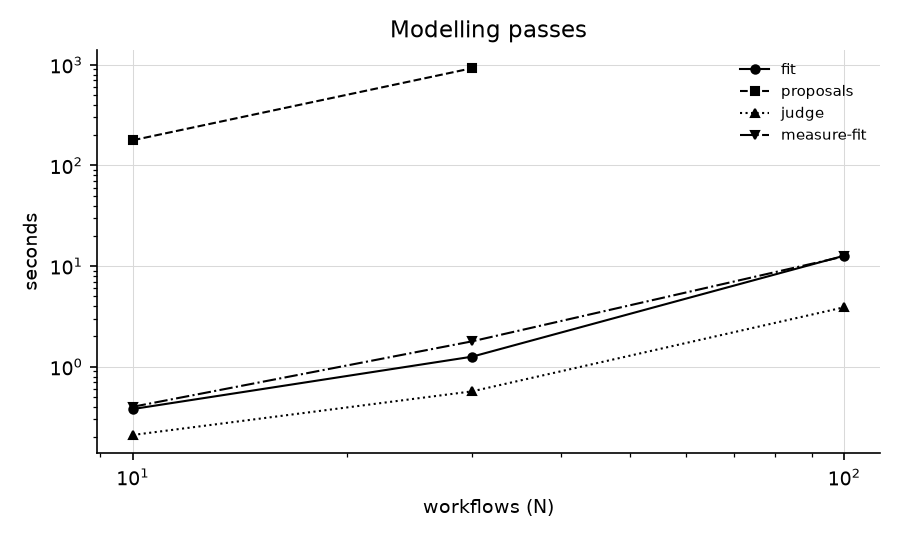 Modelling passes
fit
proposals
judge
measure-fit
seconds
10³
10²
10¹
10⁰
10¹
10²
workflows (N)